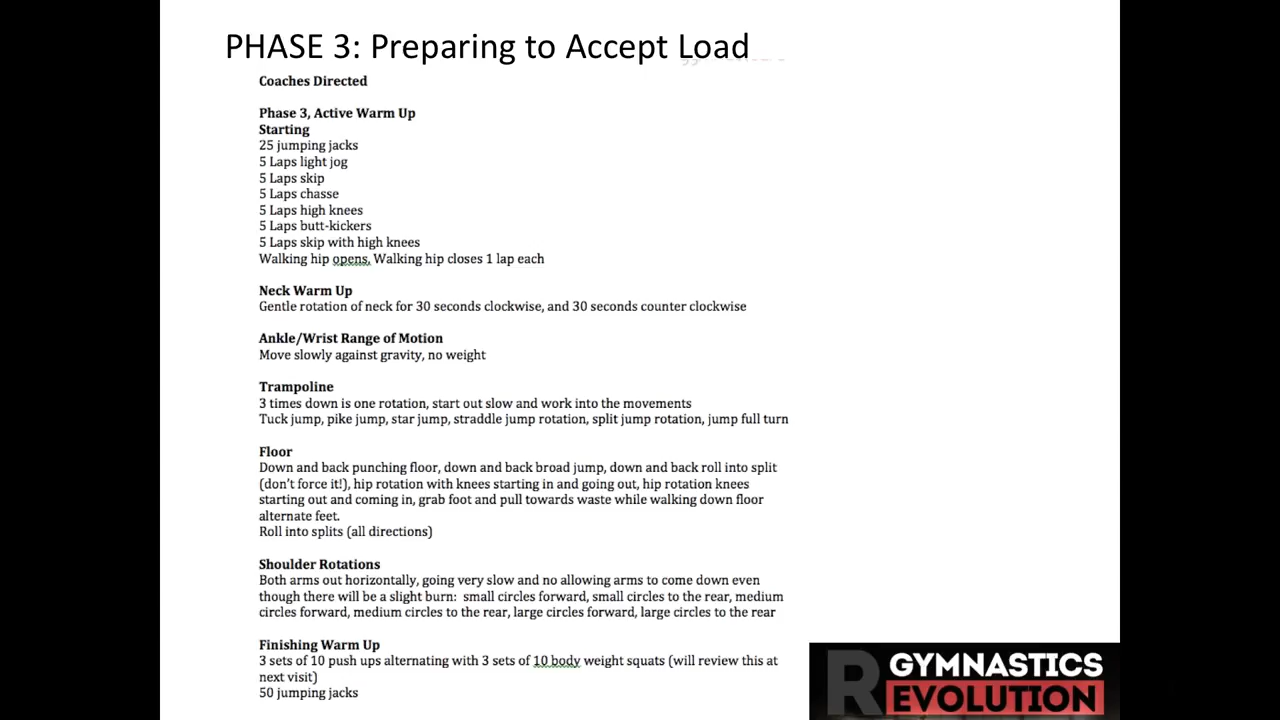 PHASE 3: Preparing to Accept Load
Coaches Directed
Phase 3, Active Warm Up
Starting
25 jumping jacks
5 Laps light jog
5 Laps skip
5 Laps chasse
5 Laps high knees
5 Laps butt-kickers
5 Laps skip with high knees
Walking hip opens, Walking hip closes 1 lap each
Neck Warm Up
Gentle rotation of neck for 30 seconds clockwise, and 30 seconds counter clockwise
Ankle/Wrist Range of Motion
Move slowly against gravity, no weight
Trampoline
3 times down is one rotation, start out slow and work into the movements
Tuck jump, pike jump, star jump, straddle jump rotation, split jump rotation, jump full turn
Floor
Down and back punching floor, down and back broad jump, down and back roll into split
(don't force it!), hip rotation with knees starting in and going out, hip rotation knees
starting out and coming in, grab foot and pull towards waste while walking down floor
alternate feet.
Roll into splits (all directions)
Shoulder Rotations
Both arms out horizontally, going very slow and no allowing arms to come down even
though there will be a slight burn:  small circles forward, small circles to the rear, medium
circles forward, medium circles to the rear, large circles forward, large circles to the rear
Finishing Warm Up
3 sets of 10 push ups alternating with 3 sets of 10 body weight squats (will review this at
next visit)
50 jumping jacks
GYMNASTICS
REVOLUTION